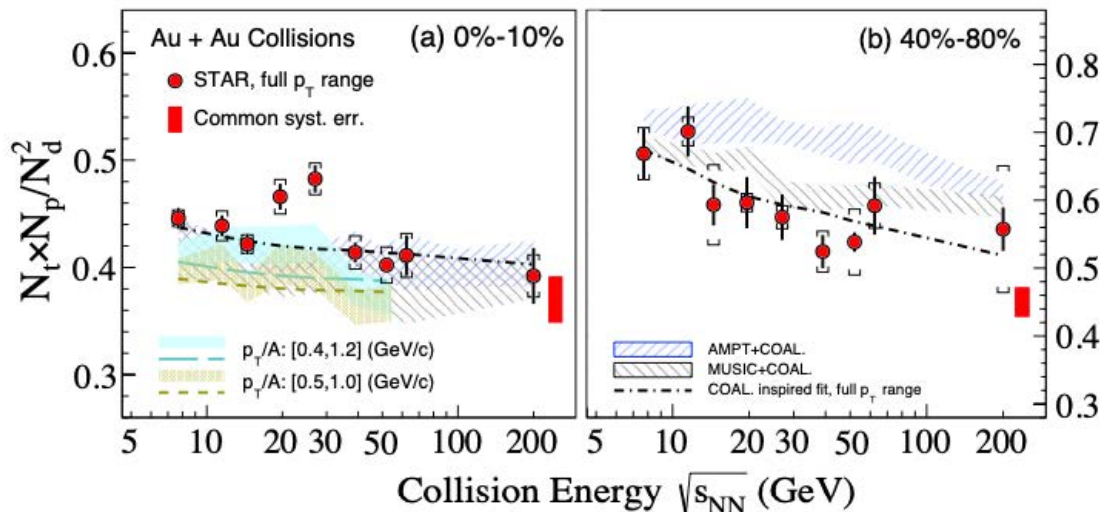 Au + Au Collisions
(a) 0%-10%
STAR, full p_T range
Common syst. err.
p_T/A: [0.4,1.2] (GeV/c)
p_T/A: [0.5,1.0] (GeV/c)
N_t×N_p/N_d^2
0.6
0.5
0.4
0.3
5 10 20 30 100 200
(b) 40%-80%
AMPT+COAL.
MUSIC+COAL.
COAL. inspired fit, full p_T range
0.8
0.7
0.6
0.5
0.4
0.3
5 10 20 30 100 200
Collision Energy √s_NN (GeV)